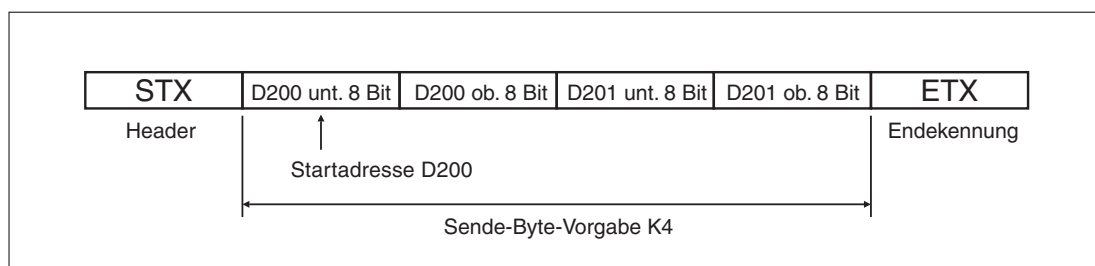 STX D200 unt. 8 Bit D200 ob. 8 Bit D201 unt. 8 Bit D201 ob. 8 Bit ETX
Header Endekennung
Startadresse D200
Sende-Byte-Vorgabe K4